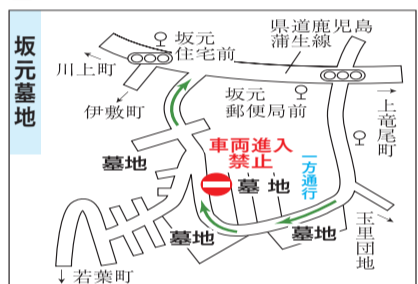 坂元墓地
坂元
住宅前
県道鹿児島
蒲生線
川上町
伊敷町
坂元
郵便局前
上竜尾町
車両進入
禁止
一方通行
墓地
墓地
墓地
墓地
玉里団地
若葉町